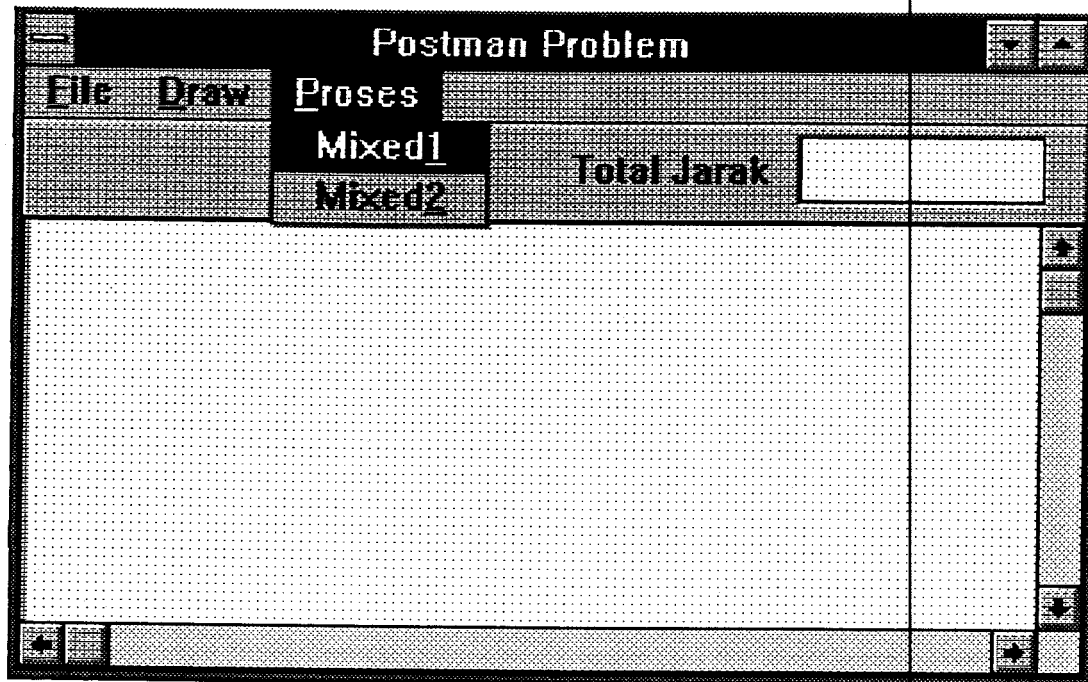 Postman Problem
File Draw Proses
Mixed1
Total Jarak
Mixed2